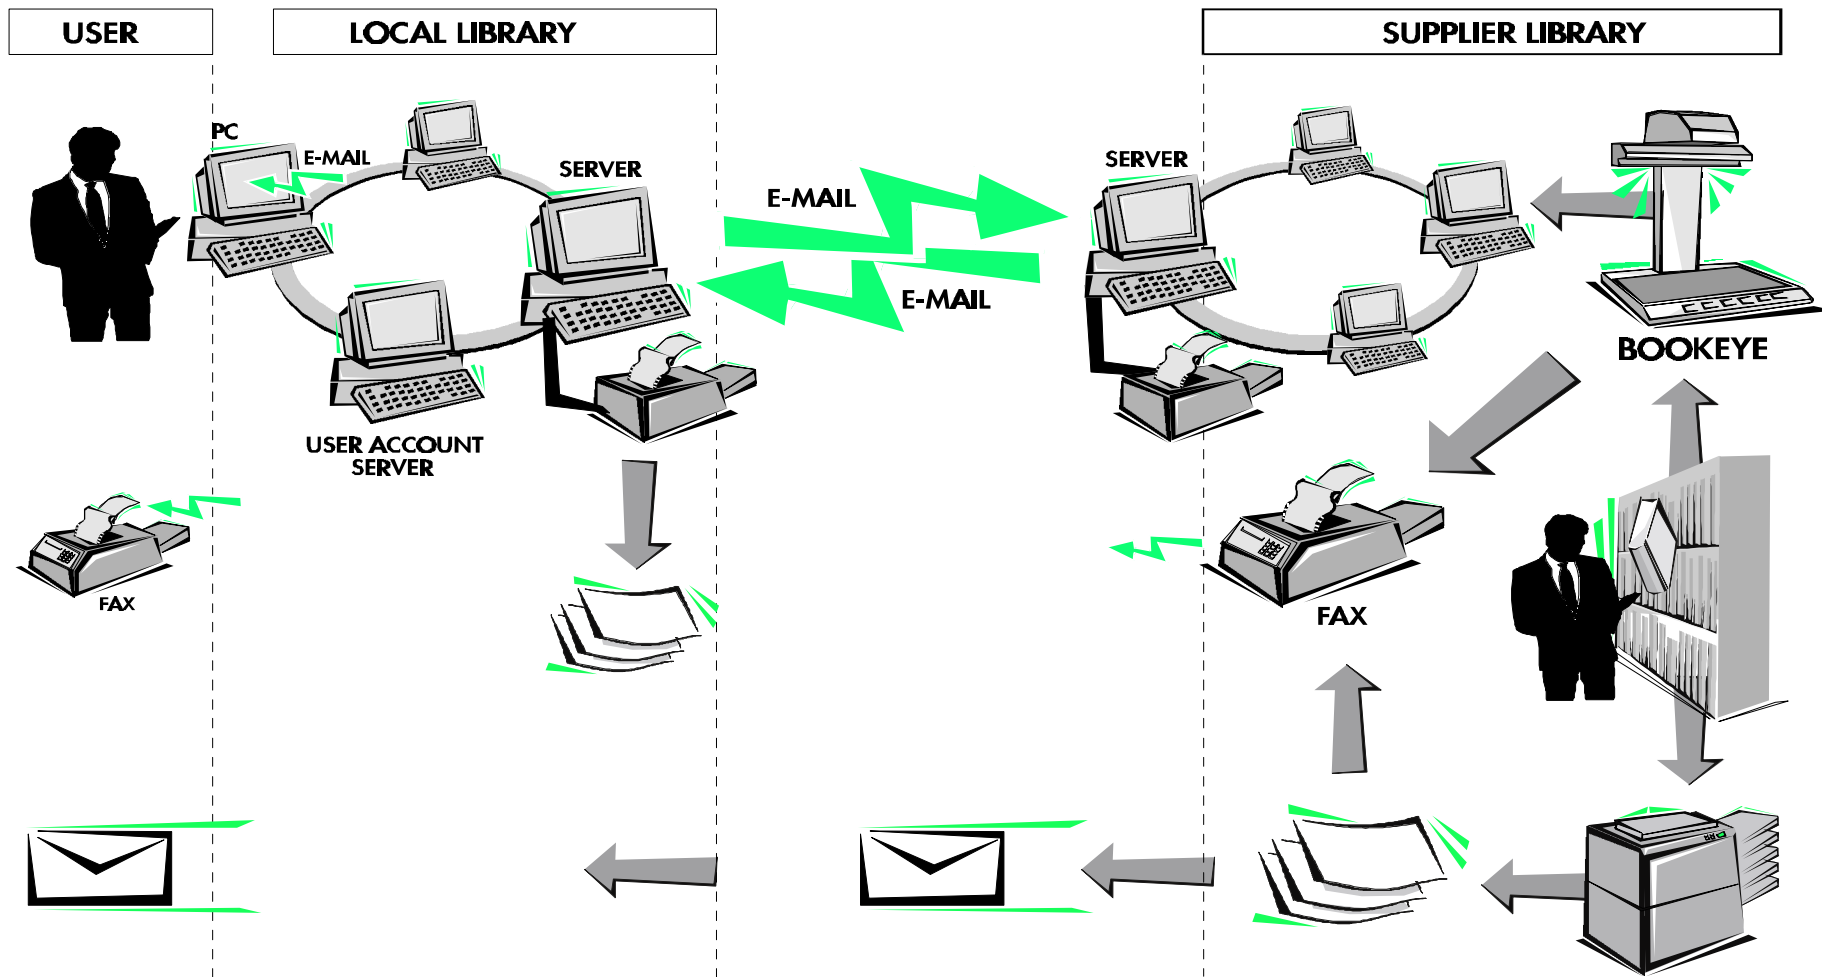 USER
LOCAL LIBRARY
SUPPLIER LIBRARY
PC
E-MAIL
SERVER
E-MAIL
E-MAIL
SERVER
BOOKEYE
USER ACCOUNT
SERVER
FAX
FAX